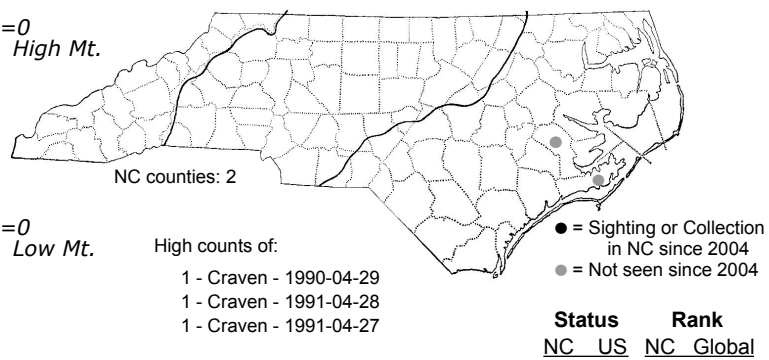 =0
High Mt.
NC counties: 2
=0
Low Mt.
High counts of:
1 - Craven - 1990-04-29
1 - Craven - 1991-04-28
1 - Craven - 1991-04-27
● = Sighting or Collection
in NC since 2004
● = Not seen since 2004
Status Rank
NC US NC Global